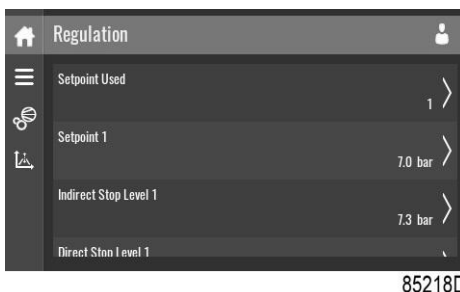 Regulation
Setpoint Used
1
Setpoint 1
7.0 bar
Indirect Stop Level 1
7.3 bar
Direct Stop Level 1
85218D